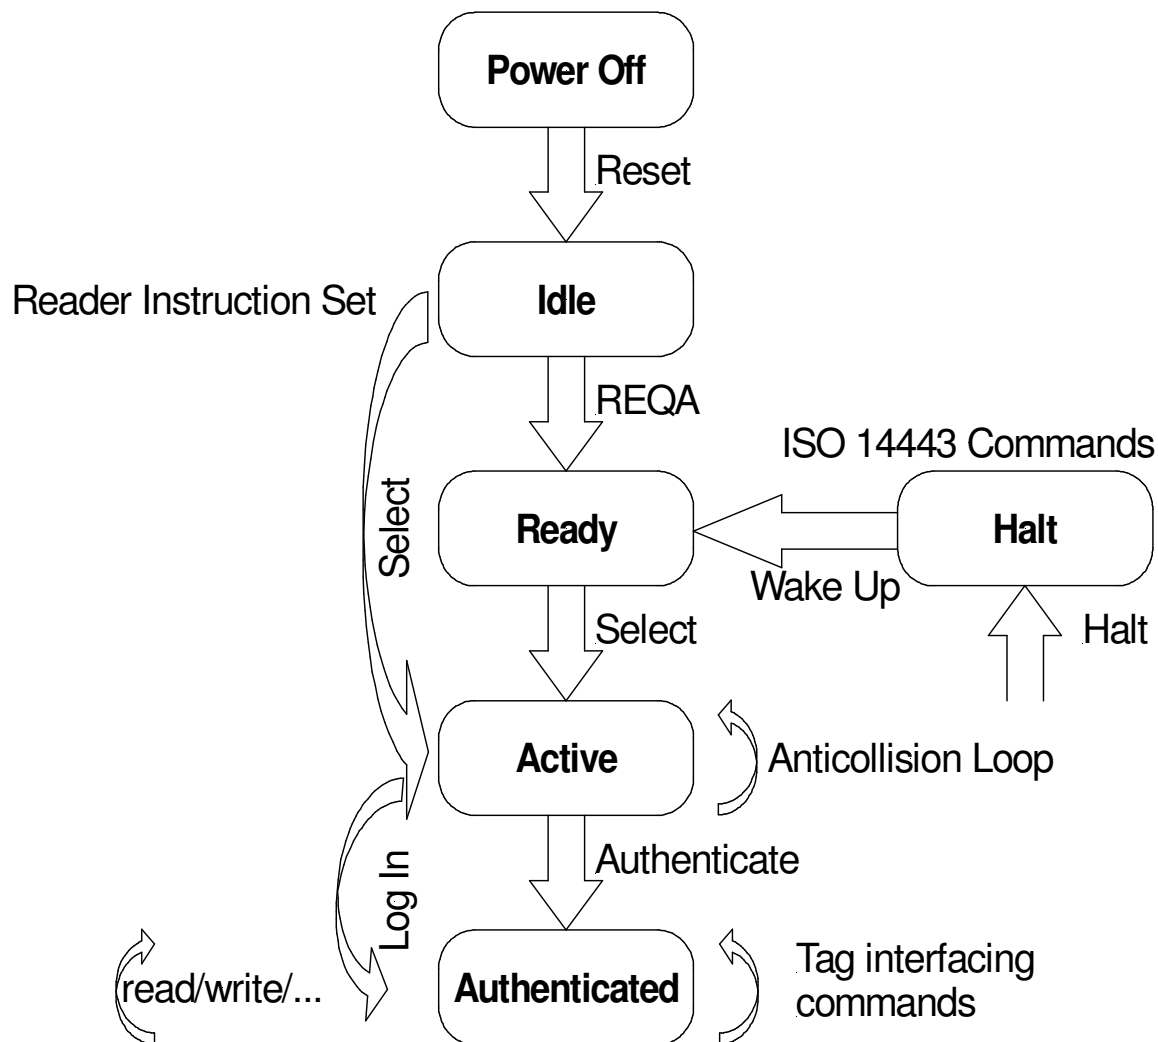 Power Off
Reset
Reader Instruction Set
Idle
REQA
ISO 14443 Commands
Select
Ready
Halt
Wake Up
Select
Halt
Active
Anticollision Loop
Log In
Authenticate
read/write/...
Authenticated
Tag interfacing
commands